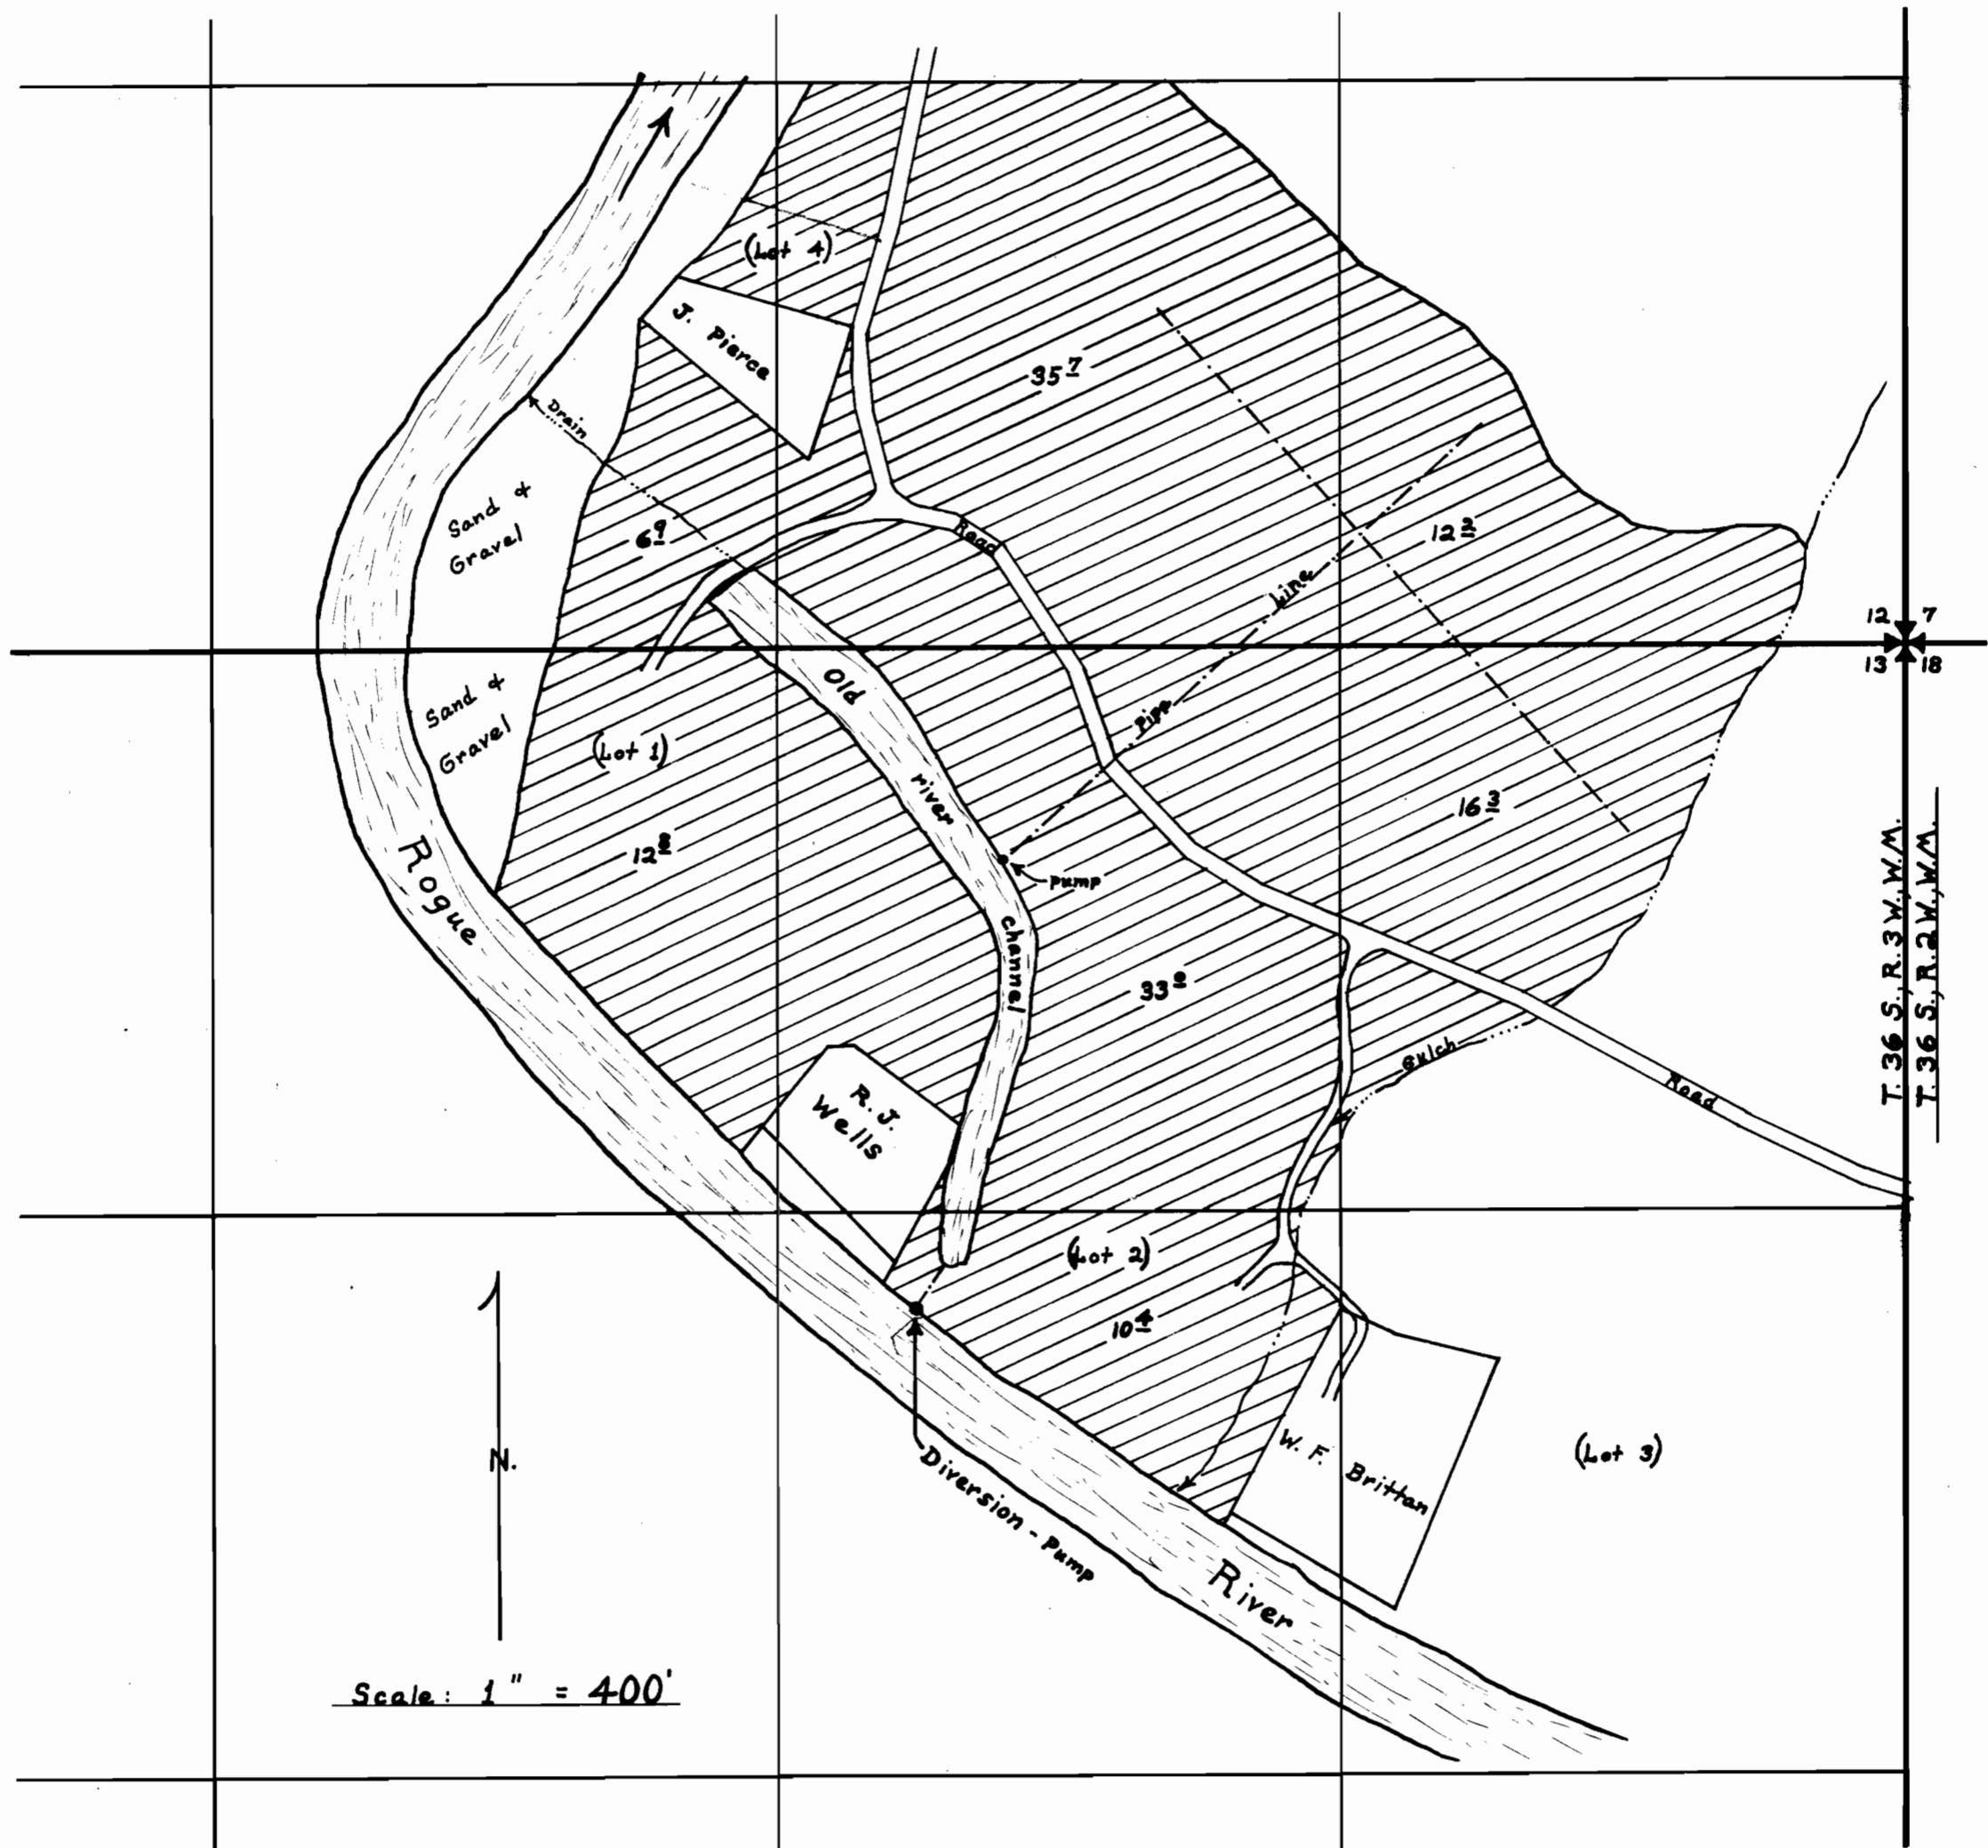 (Lot 4)
J. Pierce
35 7
Drain
Sand &
Gravel
6 9
Road
12 2
Pipe Line
12 7
13 18
Sand &
Gravel
(Lot 1)
Old river channel
12 8
Pump
16 3
33 0
Rogue River
R. J.
Wells
Gulch
Road
T. 36 S., R. 3 W., W.M.
T. 36 S., R. 2 W., W.M.
(Lot 2)
10 4
W. F. Brittan
(Lot 3)
N.
Diversion - Pump
Scale: 1" = 400'